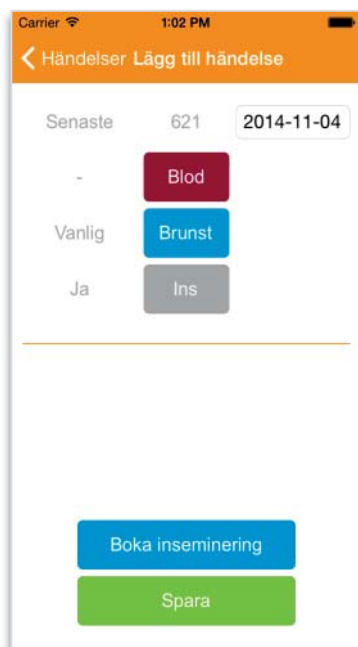 Carrier 1:02 PM
Händelser Lägg till händelse
Senaste 621 2014-11-04
- Blod
Vanlig Brunst
Ja Ins
Boka inseminering
Spara